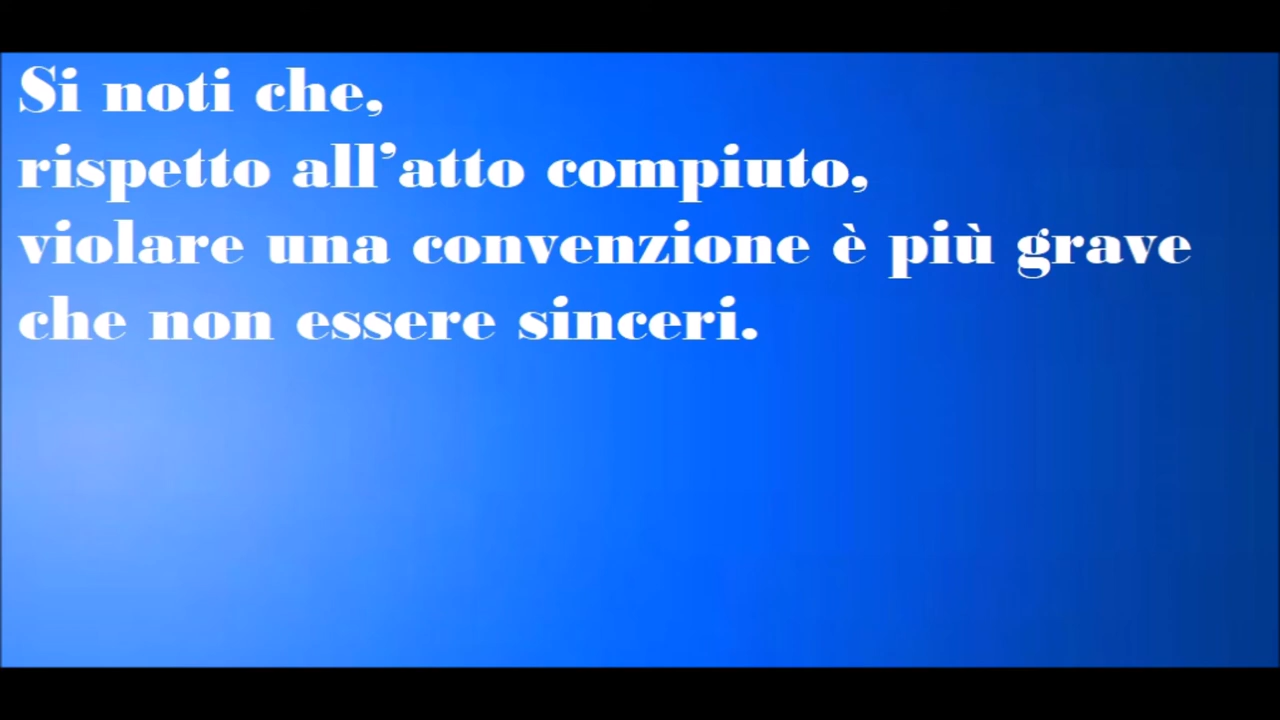 Si noti che,
rispetto all’atto compiuto,
violare una convenzione è più grave
che non essere sinceri.